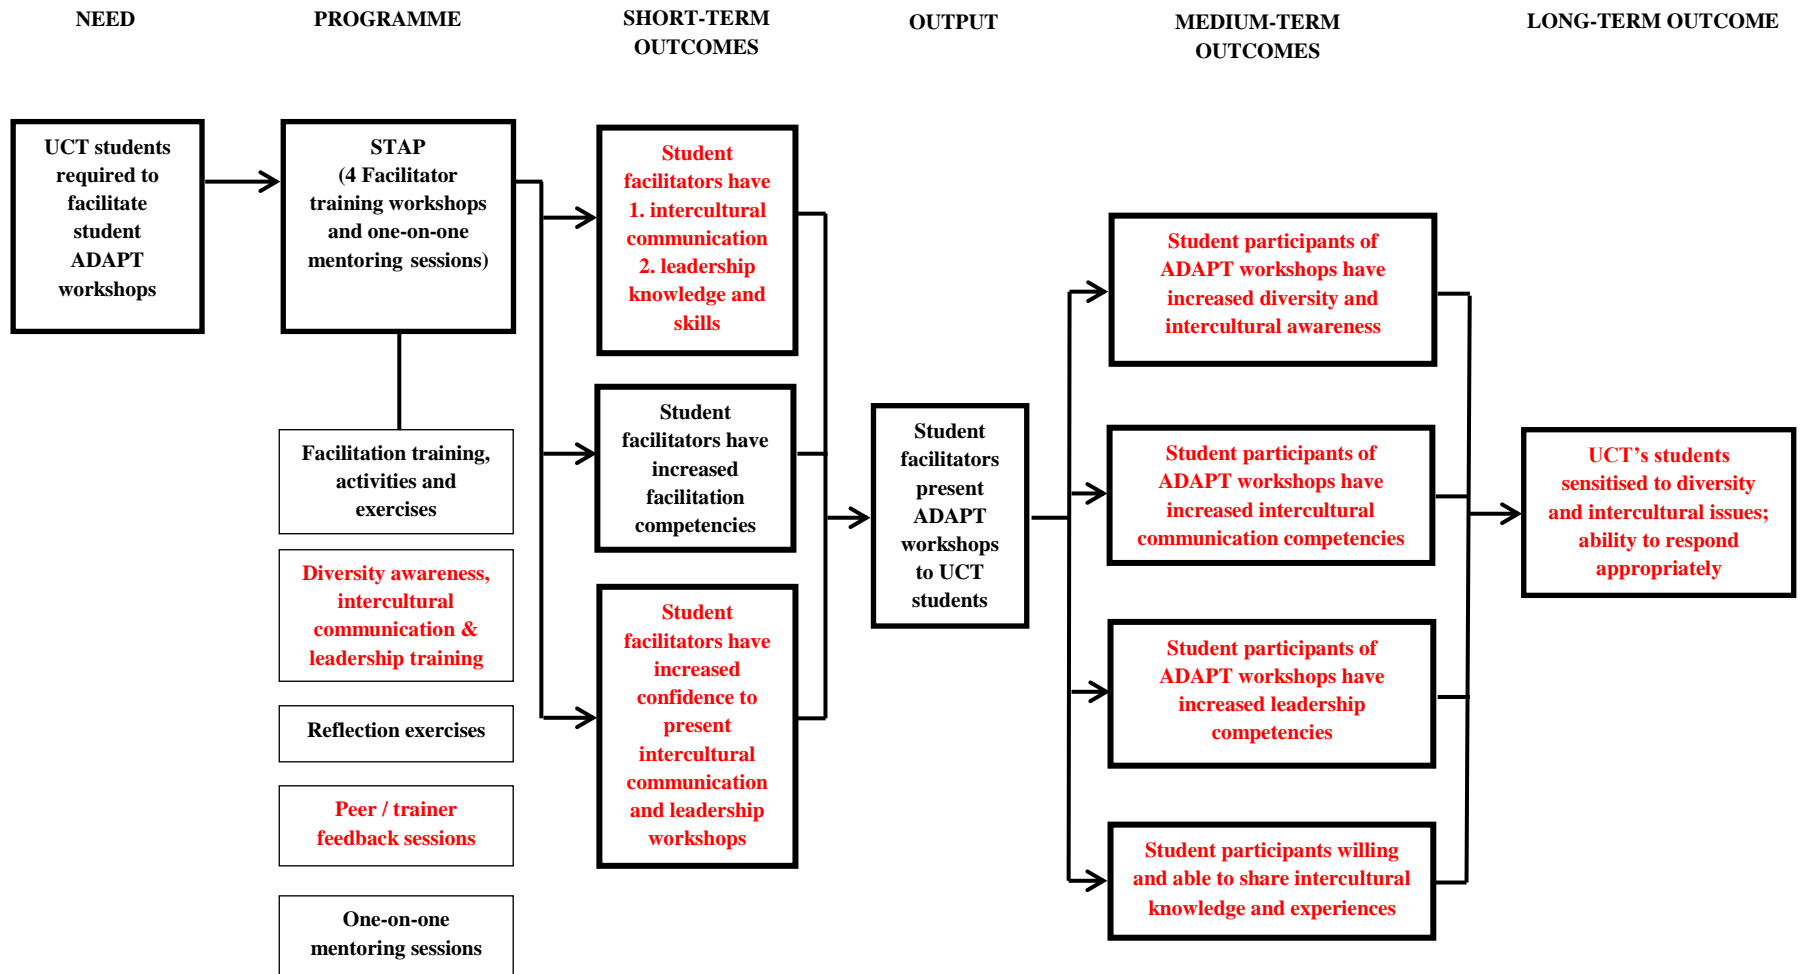 NEED
PROGRAMME
SHORT-TERM
OUTCOMES
OUTPUT
MEDIUM-TERM
OUTCOMES
LONG-TERM OUTCOME
UCT students
required to
facilitate
student
ADAPT
workshops
STAP
(4 Facilitator
training workshops
and one-on-one
mentoring sessions)
Facilitation training,
activities and
exercises
Diversity awareness,
intercultural
communication &
leadership training
Reflection exercises
Peer / trainer
feedback sessions
One-on-one
mentoring sessions
Student
facilitators have
1. intercultural
communication
2. leadership
knowledge and
skills
Student
facilitators have
increased
facilitation
competencies
Student
facilitators have
increased
confidence to
present
intercultural
communication
and leadership
workshops
Student
facilitators
present
ADAPT
workshops
to UCT
students
Student participants of
ADAPT workshops have
increased diversity and
intercultural awareness
Student participants of
ADAPT workshops have
increased intercultural
communication competencies
Student participants of
ADAPT workshops have
increased leadership
competencies
Student participants willing
and able to share intercultural
knowledge and experiences
UCT’s students
sensitised to diversity
and intercultural issues;
ability to respond
appropriately